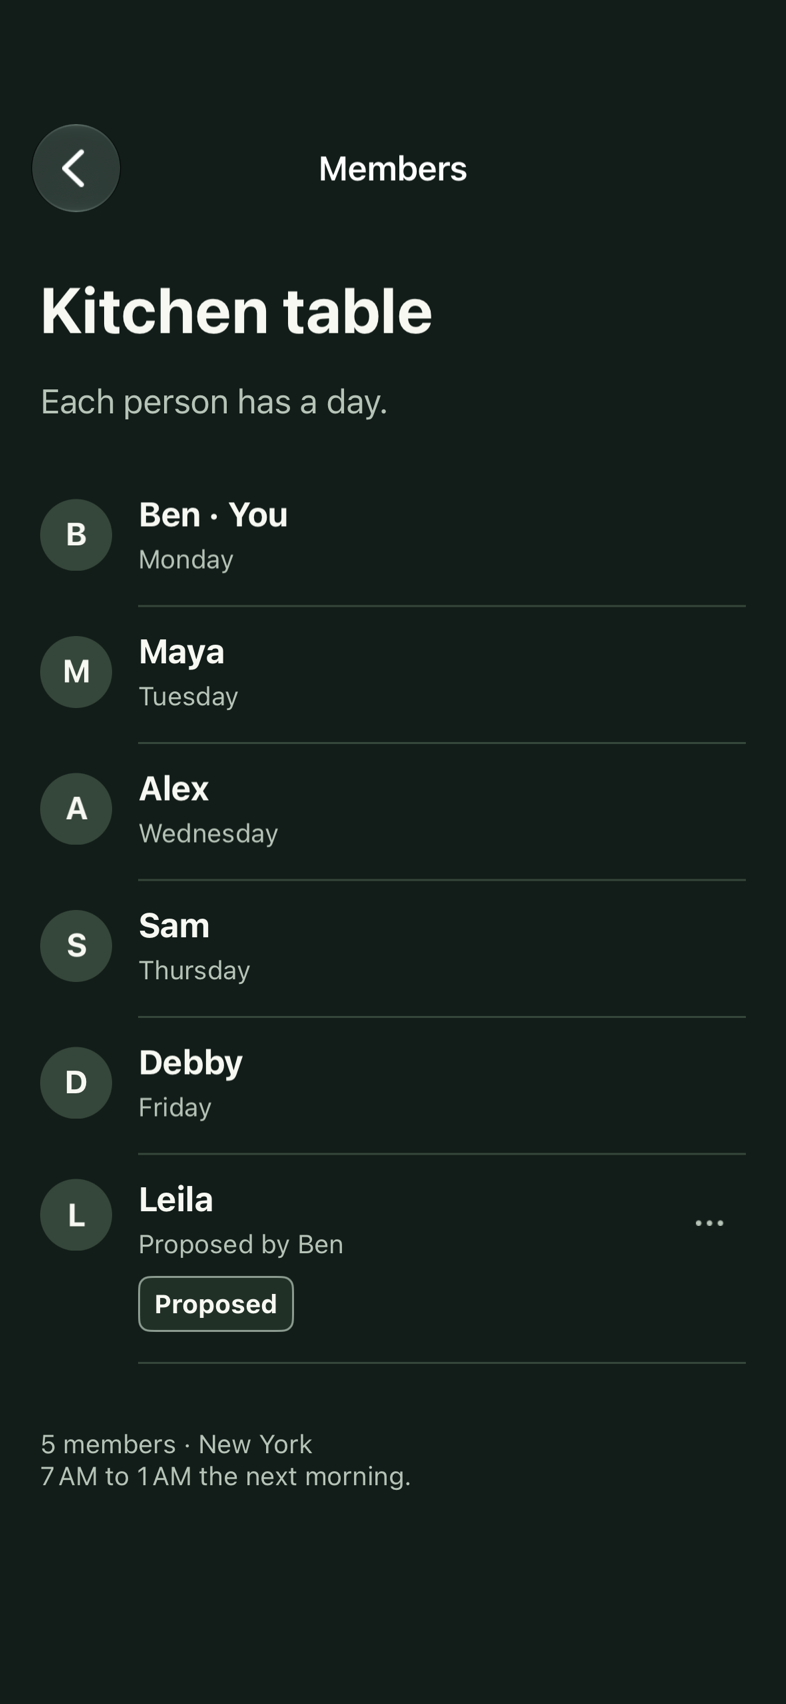 Members
Kitchen table
Each person has a day.
B
Ben · You
Monday
M
Maya
Tuesday
A
Alex
Wednesday
S
Sam
Thursday
D
Debby
Friday
L
Leila
Proposed by Ben
Proposed
5 members · New York
7 AM to 1 AM the next morning.